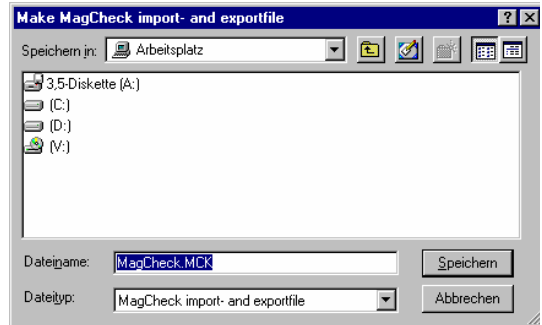 Make MagCheck import- and exportfile
Speichern in: Arbeitsplatz
3,5-Diskette (A:)
(C:)
(D:)
(V:)
Dateiname: MagCheck.MCK Speichern
Dateityp: MagCheck import- and exportfile Abbrechen